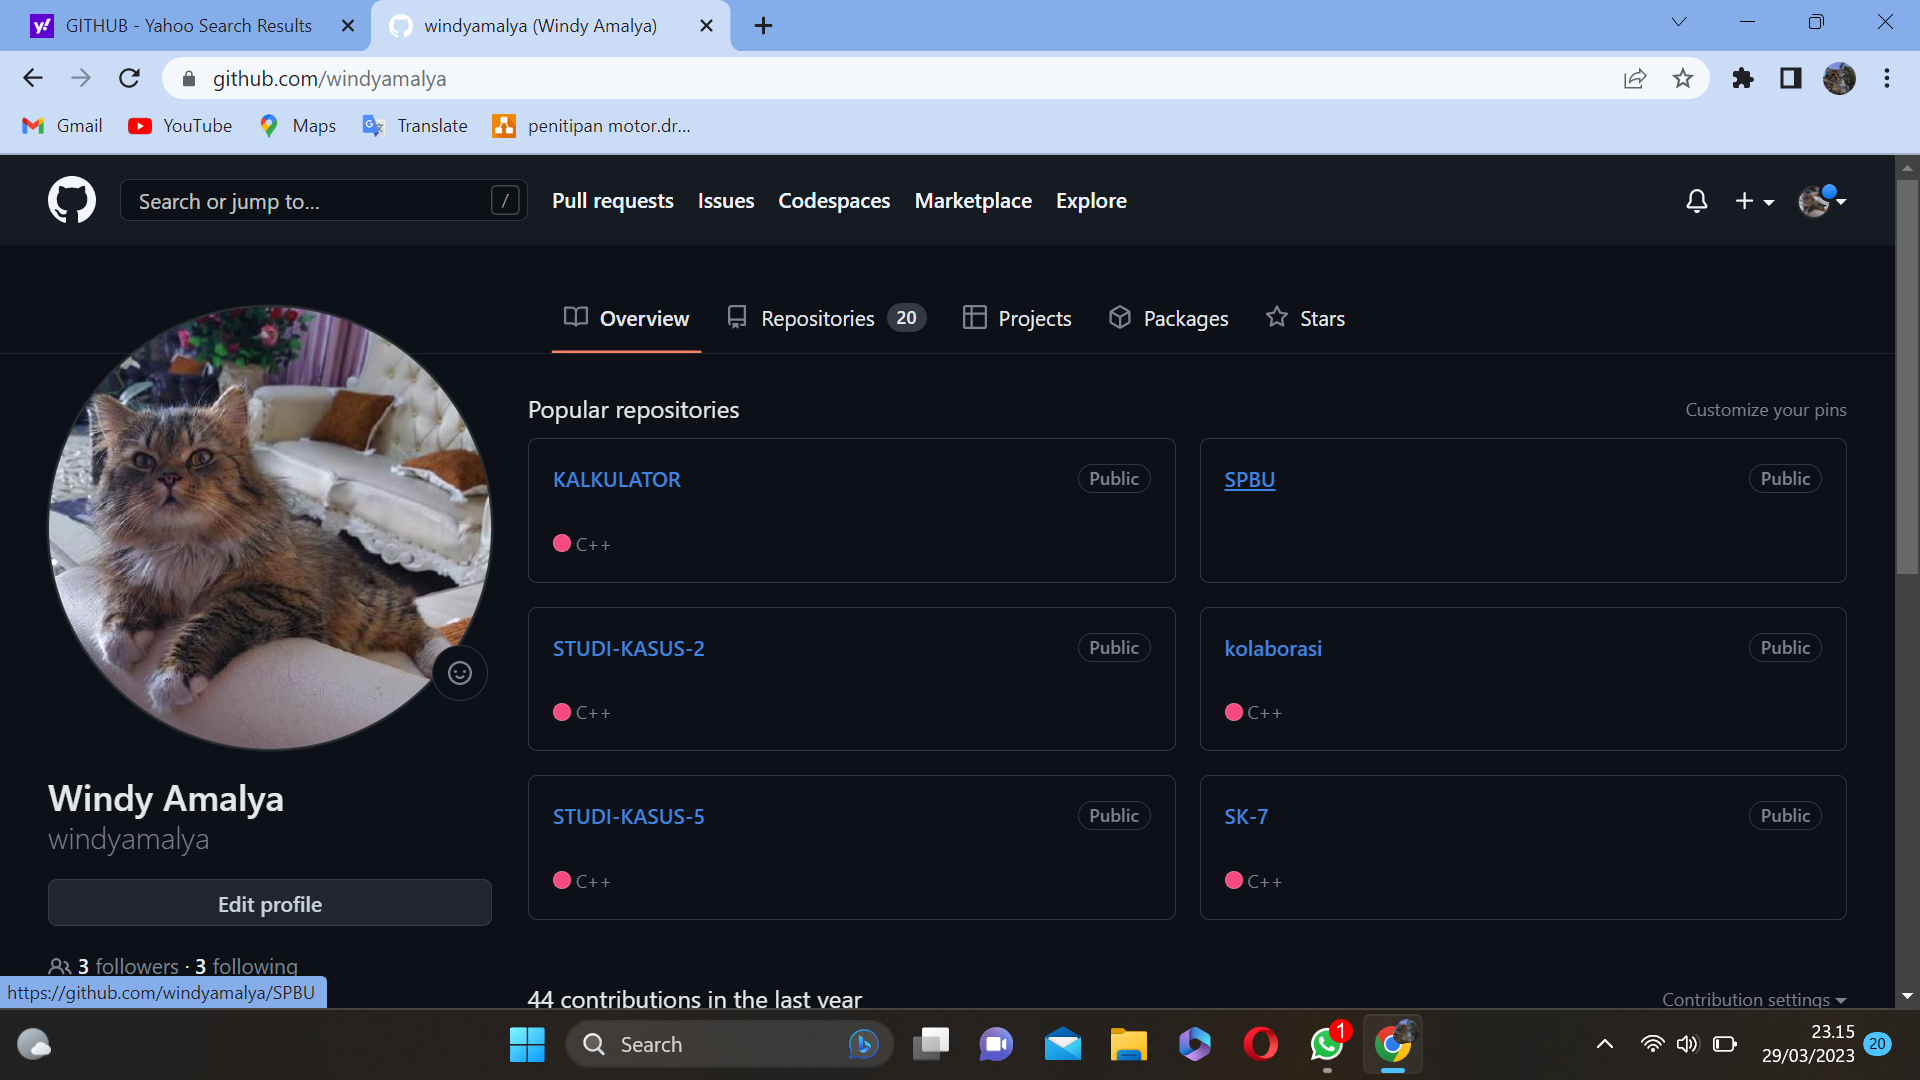 GITHUB - Yahoo Search Results
windyamalya (Windy Amalya)
github.com/windyamalya
Gmail
YouTube
Maps
Translate
penitipan motor.dr...
Search or jump to...
/
Pull requests
Issues
Codespaces
Marketplace
Explore
Overview
Repositories 20
Projects
Packages
Stars
Popular repositories
Customize your pins
KALKULATOR
Public
C++
SPBU
Public
STUDI-KASUS-2
Public
C++
kolaborasi
Public
C++
STUDI-KASUS-5
Public
C++
SK-7
Public
C++
Windy Amalya
windyamalya
Edit profile
3 followers · 3 following
https://github.com/windyamalya/SPBU
44 contributions in the last year
Contribution settings
Search
1
23.15
29/03/2023
20